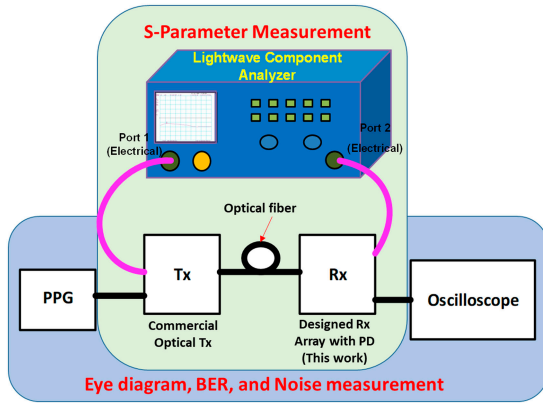 S-Parameter Measurement
Lightwave Component
Analyzer
Port 1
(Electrical)
Port 2
(Electrical)
Optical fiber
PPG
Tx
Rx
Oscilloscope
Commercial
Optical Tx
Designed Rx
Array with PD
(This work)
Eye diagram, BER, and Noise measurement